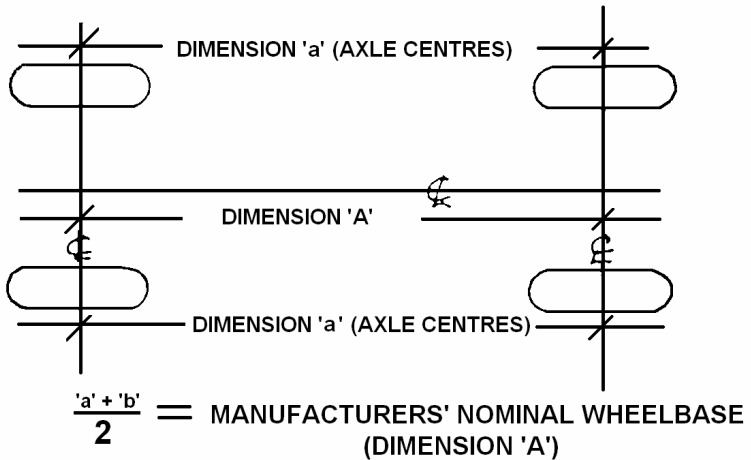 DIMENSION 'a' (AXLE CENTRES)
DIMENSION 'A'
DIMENSION 'a' (AXLE CENTRES)
'a' + 'b'
2
= MANUFACTURERS' NOMINAL WHEELBASE
(DIMENSION 'A')